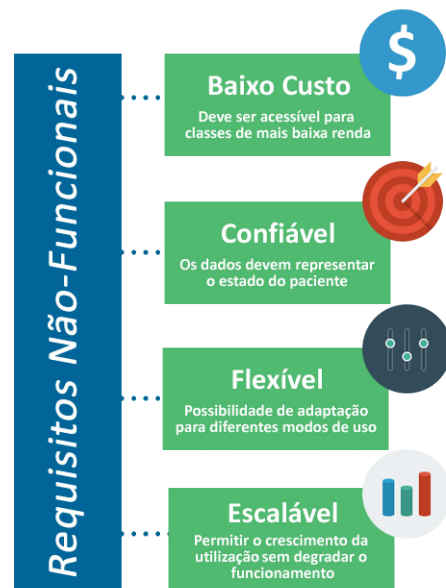 Requisitos Não-Funcionais
$
Baixo Custo
Deve ser acessível para
classes de mais baixa renda
Confiável
Os dados devem representar
o estado do paciente
Flexível
Possibilidade de adaptação
para diferentes modos de uso
Escalável
Permitir o crescimento da
utilização sem degradar o
funcionamento